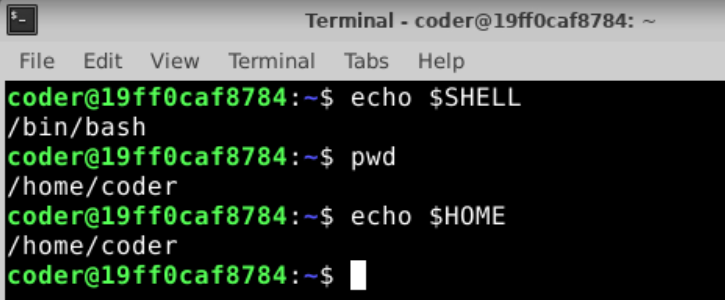 Terminal - coder@19ff0caf8784: ~
File Edit View Terminal Tabs Help
coder@19ff0caf8784:~$ echo $SHELL
/bin/bash
coder@19ff0caf8784:~$ pwd
/home/coder
coder@19ff0caf8784:~$ echo $HOME
/home/coder
coder@19ff0caf8784:~$